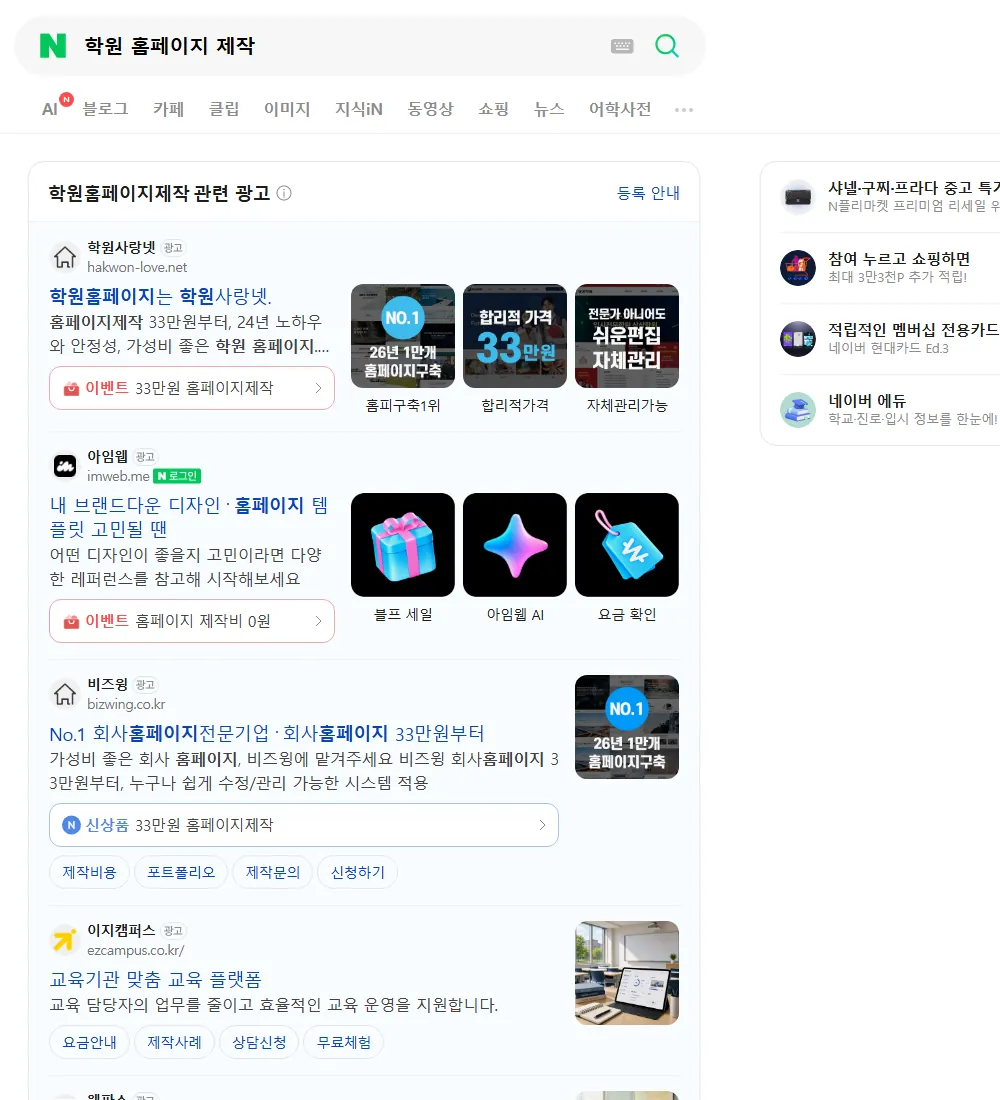 N 학원 홈페이지 제작
AI N 블로그 카페 클립 이미지 지식iN 동영상 쇼핑 뉴스 어학사전 ···
학원홈페이지제작 관련 광고
등록 안내
학원사랑넷 광고
hakwon-love.net
학원홈페이지는 학원사랑넷.
홈페이지제작 33만원부터, 24년 노하우
와 안정성, 가성비 좋은 학원 홈페이지....
이벤트 33만원 홈페이지제작
NO.1
26년 1만개
홈페이지구축
홈피구축1위
합리적 가격
33만원
합리적가격
전문가 아니어도
쉬운편집
자체관리
자체관리가능
아임웹 광고
imweb.me N 로그인
내 브랜드다운 디자인 · 홈페이지 템
플릿 고민될 땐
어떤 디자인이 좋을지 고민이라면 다양
한 레퍼런스를 참고해 시작해보세요
이벤트 홈페이지 제작비 0원
블프 세일
아임웹 AI
요금 확인
비즈윙 광고
bizwing.co.kr
No.1 회사홈페이지전문기업 · 회사홈페이지 33만원부터
가성비 좋은 회사 홈페이지, 비즈윙에 맡겨주세요 비즈윙 회사홈페이지 3
3만원부터, 누구나 쉽게 수정/관리 가능한 시스템 적용
N 신상품 33만원 홈페이지제작
제작비용 포트폴리오 제작문의 신청하기
NO.1
26년 1만개
홈페이지구축
이지캠퍼스 광고
ezcampus.co.kr/
교육기관 맞춤 교육 플랫폼
교육 담당자의 업무를 줄이고 효율적인 교육 운영을 지원합니다.
요금안내 제작사례 상담신청 무료체험
샤넬·구찌·프라다 중고 특가
N플리마켓 프리미엄 리세일 위
참여 누르고 쇼핑하면
최대 3만3천P 추가 적립!
적립적인 멤버십 전용카드
네이버 현대카드 Ed.3
네이버 에듀
학교·진로·입시 정보를 한눈에!